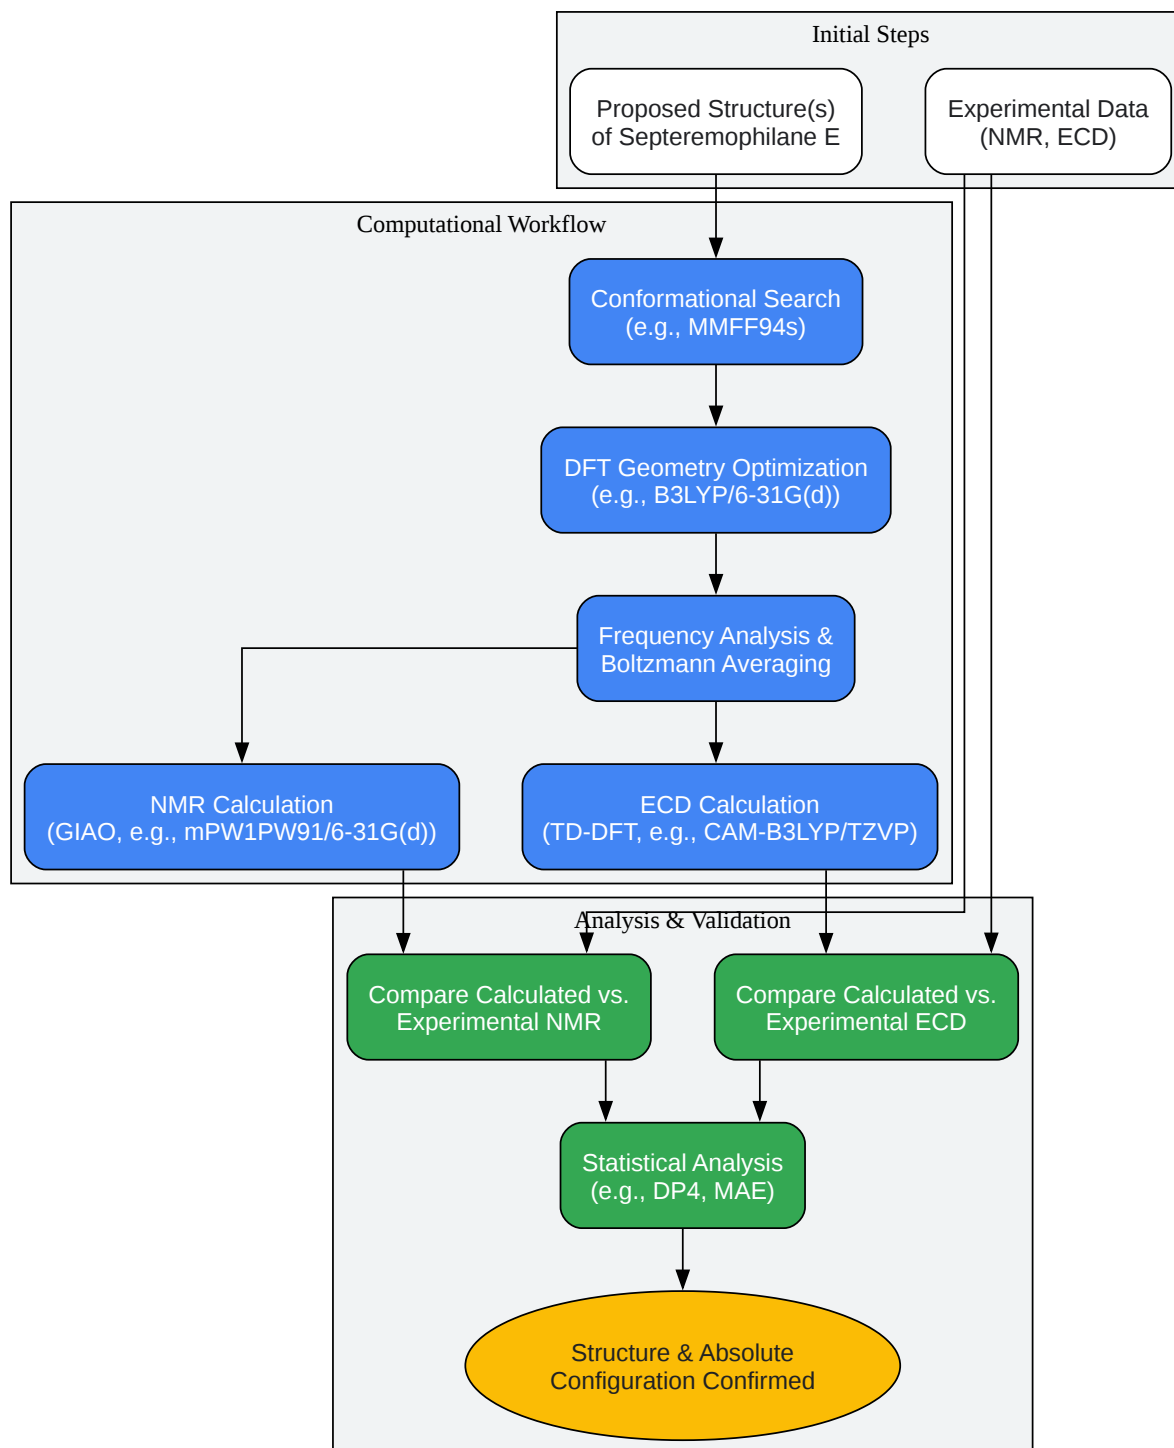 Initial Steps
Proposed Structure(s)
of Septeremophilane E
Experimental Data
(NMR, ECD)
Computational Workflow
Conformational Search
(e.g., MMFF94s)
DFT Geometry Optimization
(e.g., B3LYP/6-31G(d))
Frequency Analysis &
Boltzmann Averaging
NMR Calculation
(GIAO, e.g., mPW1PW91/6-31G(d))
ECD Calculation
(TD-DFT, e.g., CAM-B3LYP/TZVP)
Analysis & Validation
Compare Calculated vs.
Experimental NMR
Compare Calculated vs.
Experimental ECD
Statistical Analysis
(e.g., DP4, MAE)
Structure & Absolute
Configuration Confirmed